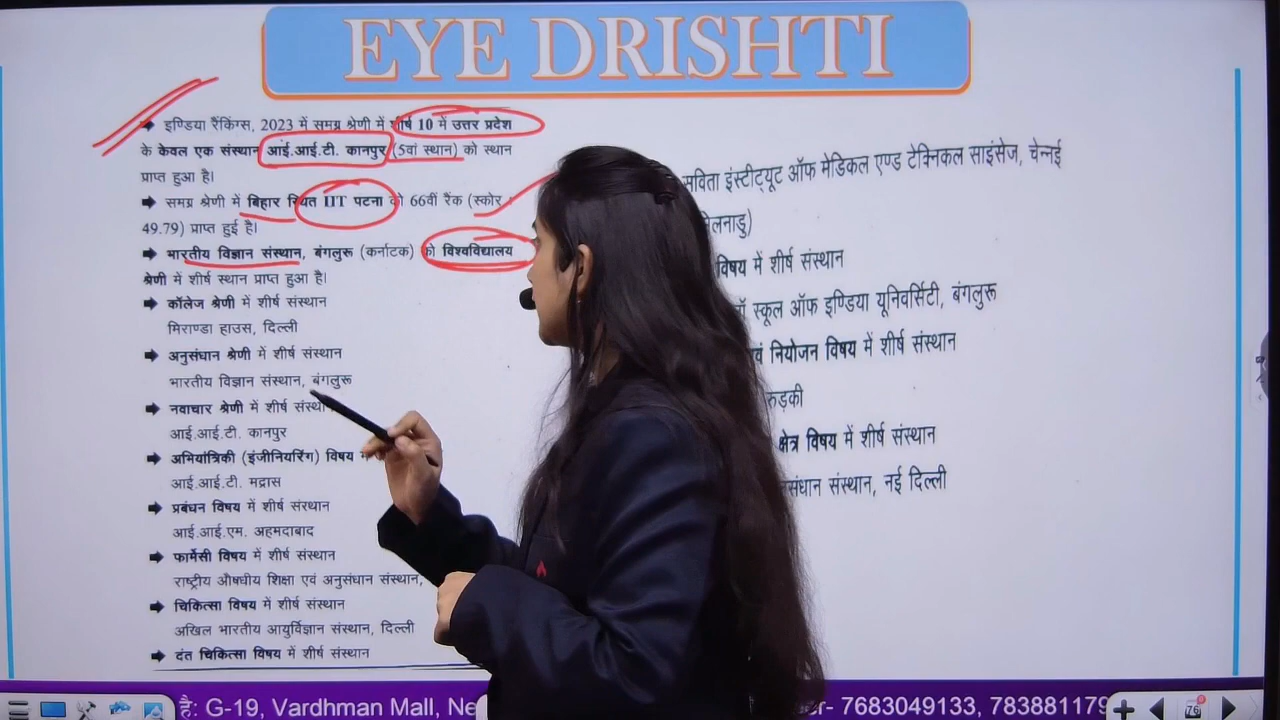 EYE DRISHTI
➡ इण्डिया रैंकिंग्स, 2023 में समग्र श्रेणी में शीर्ष 10 में उत्तर प्रदेश
के केवल एक संस्थान आई.आई.टी. कानपुर (5वां स्थान) को स्थान
प्राप्त हुआ है।
➡ समग्र श्रेणी में बिहार स्थित IIT पटना को 66वीं रैंक (स्कोर
49.79) प्राप्त हुई है।
➡ भारतीय विज्ञान संस्थान, बंगलुरू (कर्नाटक) को विश्वविद्यालय
श्रेणी में शीर्ष स्थान प्राप्त हुआ है।
➡ कॉलेज श्रेणी में शीर्ष संस्थान
मिराण्डा हाउस, दिल्ली
➡ अनुसंधान श्रेणी में शीर्ष संस्थान
भारतीय विज्ञान संस्थान, बंगलुरू
➡ नवाचार श्रेणी में शीर्ष
आई.आई.टी. कानपुर
➡ अभियांत्रिकी (इंजीनियरिंग) विषय
आई.आई.टी. मद्रास
➡ प्रबंधन विषय में शीर्ष संस्थान
आई.आई.एम. अहमदाबाद
➡ फार्मेसी विषय में शीर्ष संस्थान
राष्ट्रीय औषधीय शिक्षा एवं अनुसंधान संस्थान,
➡ चिकित्सा विषय में शीर्ष संस्थान
अखिल भारतीय आयुर्विज्ञान संस्थान, दिल्ली
➡ दंत चिकित्सा विषय में शीर्ष संस्थान
सविता इंस्टीट्यूट ऑफ मेडिकल एण्ड टेक्निकल साइंसेज, चेन्नई
विषय में शीर्ष संस्थान
स्कूल ऑफ इण्डिया यूनिवर्सिटी, बंगलुरू
नियोजन विषय में शीर्ष संस्थान
रुड़की
क्षेत्र विषय में शीर्ष संस्थान
संस्थान, नई दिल्ली
है: G-19, Vardhman Mall, 7683049133,
76